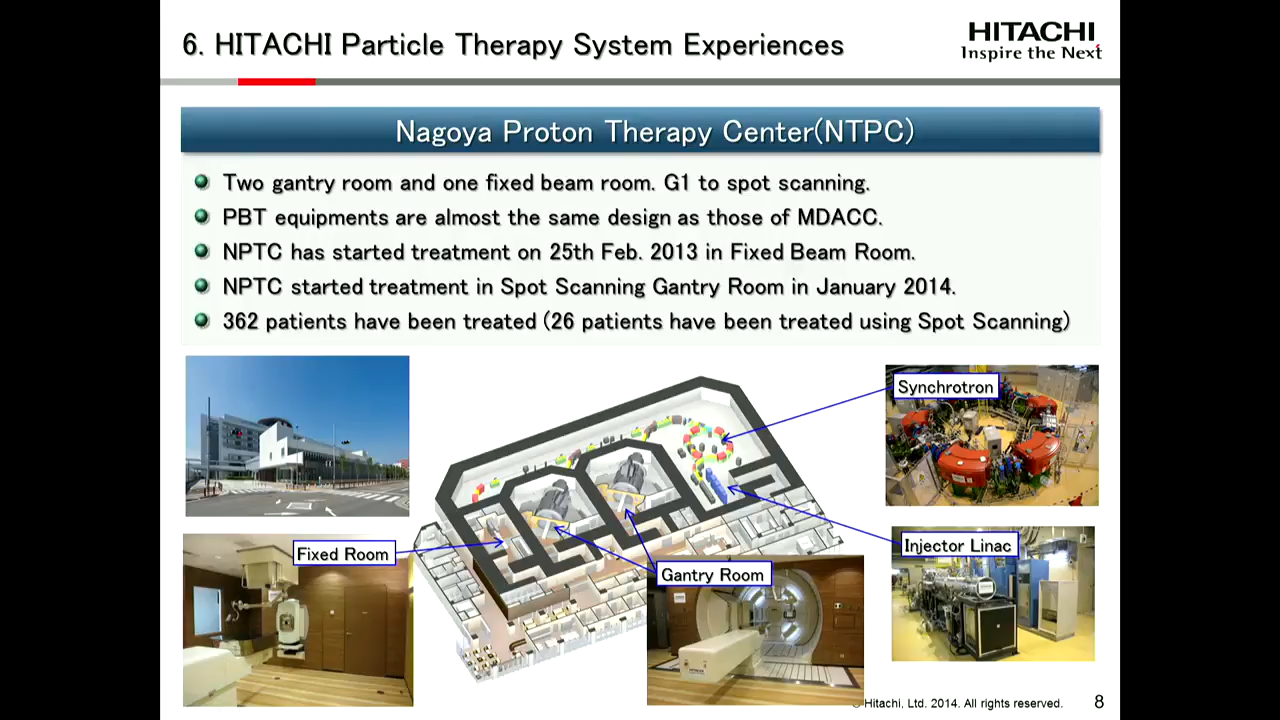 6. HITACHI Particle Therapy System Experiences
HITACHI
Inspire the Next
Nagoya Proton Therapy Center(NTPC)
Two gantry room and one fixed beam room. G1 to spot scanning.
PBT equipments are almost the same design as those of MDACC.
NPTC has started treatment on 25th Feb. 2013 in Fixed Beam Room.
NPTC started treatment in Spot Scanning Gantry Room in January 2014.
362 patients have been treated (26 patients have been treated using Spot Scanning)
Synchrotron
Fixed Room
Injector Linac
Gantry Room
HITACHI
© Hitachi, Ltd. 2014. All rights reserved.
8